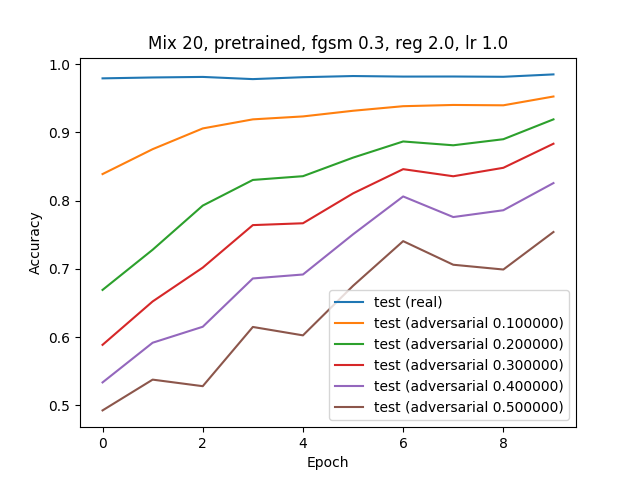 Mix 20, pretrained, fgsm 0.3, reg 2.0, lr 1.0
1.0
0.9
0.8
0.7
0.6
0.5
Accuracy
test (real)
test (adversarial 0.100000)
test (adversarial 0.200000)
test (adversarial 0.300000)
test (adversarial 0.400000)
test (adversarial 0.500000)
0 2 4 6 8
Epoch